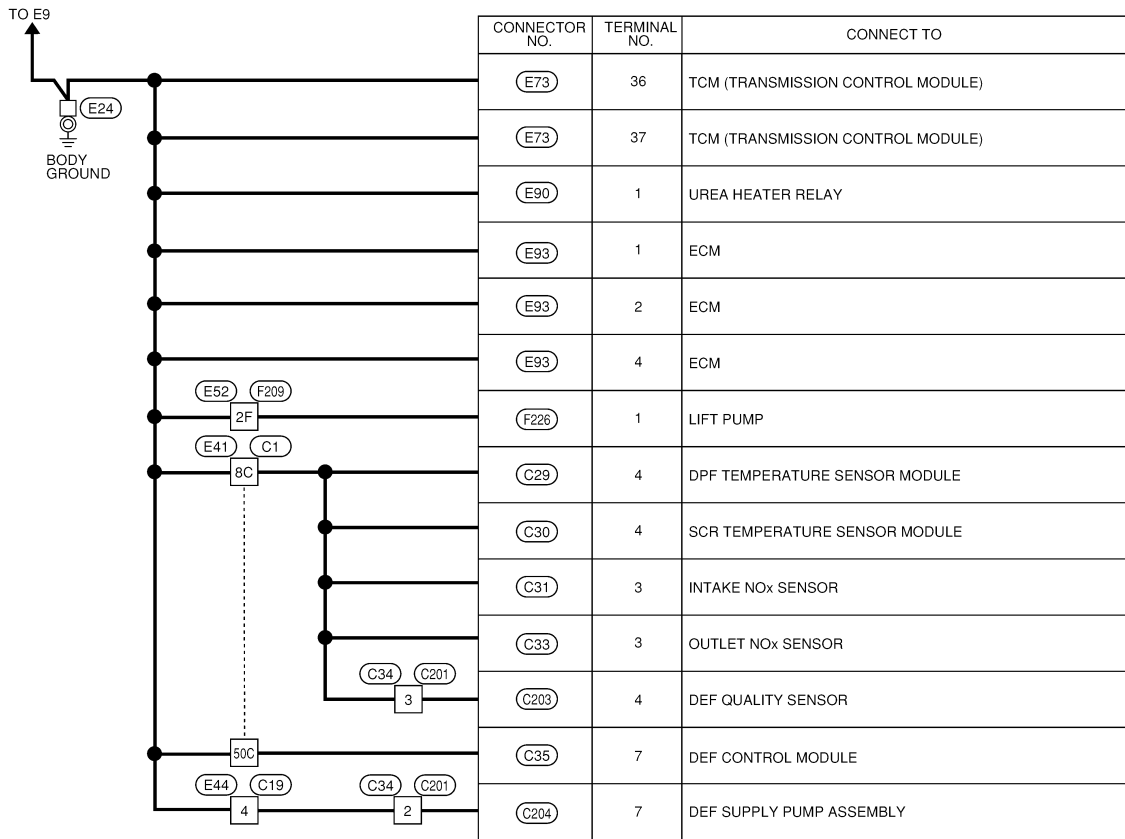 TO E9
E24
BODY
GROUND
CONNECTOR NO. TERMINAL NO. CONNECT TO
E73 36 TCM (TRANSMISSION CONTROL MODULE)
E73 37 TCM (TRANSMISSION CONTROL MODULE)
E90 1 UREA HEATER RELAY
E93 1 ECM
E93 2 ECM
E93 4 ECM
E52 F209
2F F226 1 LIFT PUMP
E41 C1
8C C29 4 DPF TEMPERATURE SENSOR MODULE
C30 4 SCR TEMPERATURE SENSOR MODULE
C31 3 INTAKE NOx SENSOR
C33 3 OUTLET NOx SENSOR
C34 C201
3 C203 4 DEF QUALITY SENSOR
50C C35 7 DEF CONTROL MODULE
E44 C19 C34 C201
4 2 C204 7 DEF SUPPLY PUMP ASSEMBLY